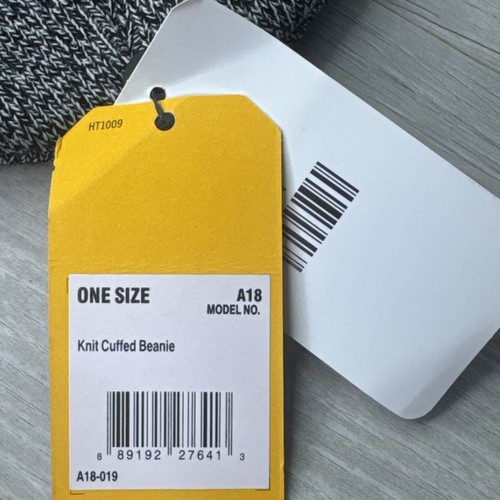 HT1009
ONE SIZE A18
MODEL NO.
Knit Cuffed Beanie
8 89192 27641 3
A18-019